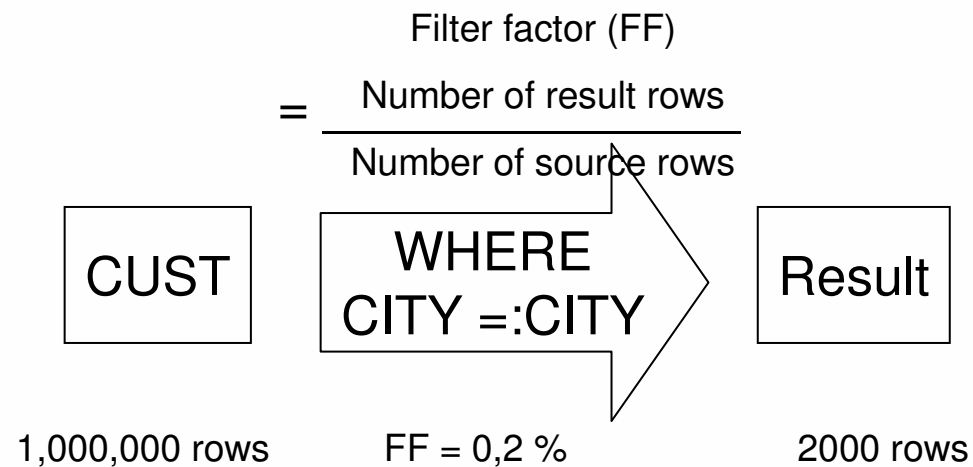 Filter factor (FF)
= Number of result rows
Number of source rows
CUST
WHERE
CITY =:CITY
Result
1,000,000 rows
FF = 0,2 %
2000 rows